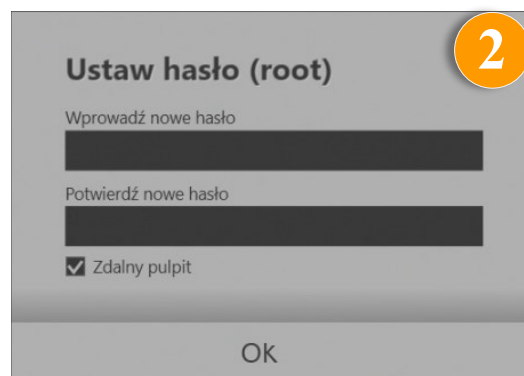 2
Ustaw hasło (root)
Wprowadź nowe hasło
Potwierdź nowe hasło
Zdalny pulpit
OK